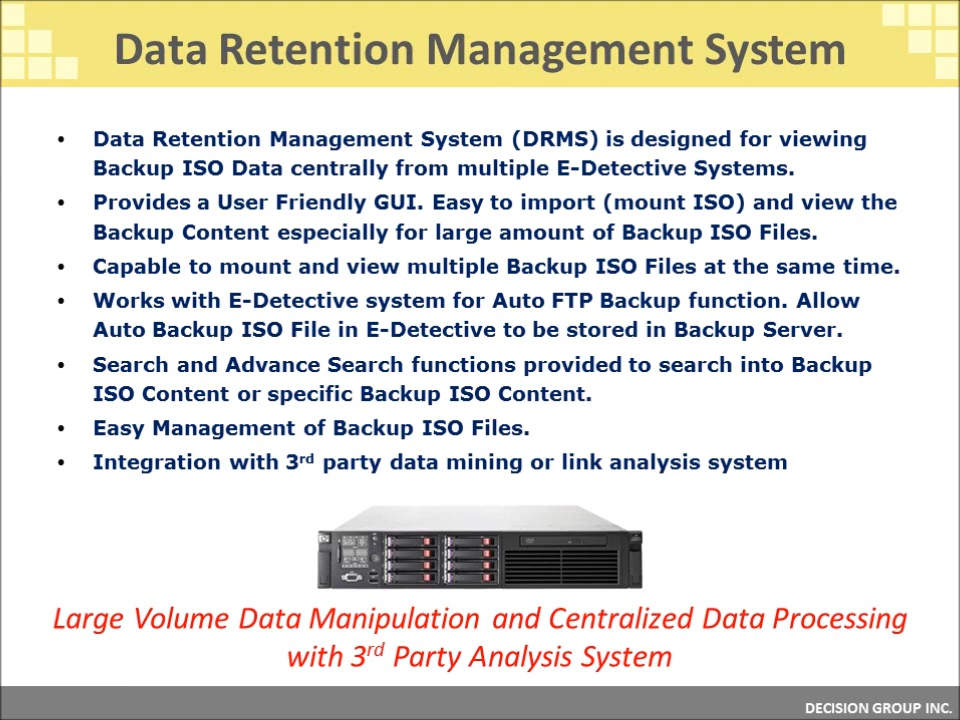 Data Retention Management System
• Data Retention Management System (DRMS) is designed for viewing
Backup ISO Data centrally from multiple E-Detective Systems.
• Provides a User Friendly GUI. Easy to import (mount ISO) and view the
Backup Content especially for large amount of Backup ISO Files.
• Capable to mount and view multiple Backup ISO Files at the same time.
• Works with E-Detective system for Auto FTP Backup function. Allow
Auto Backup ISO File in E-Detective to be stored in Backup Server.
• Search and Advance Search functions provided to search into Backup
ISO Content or specific Backup ISO Content.
• Easy Management of Backup ISO Files.
• Integration with 3rd party data mining or link analysis system
Large Volume Data Manipulation and Centralized Data Processing
with 3rd Party Analysis System
DECISION GROUP INC.